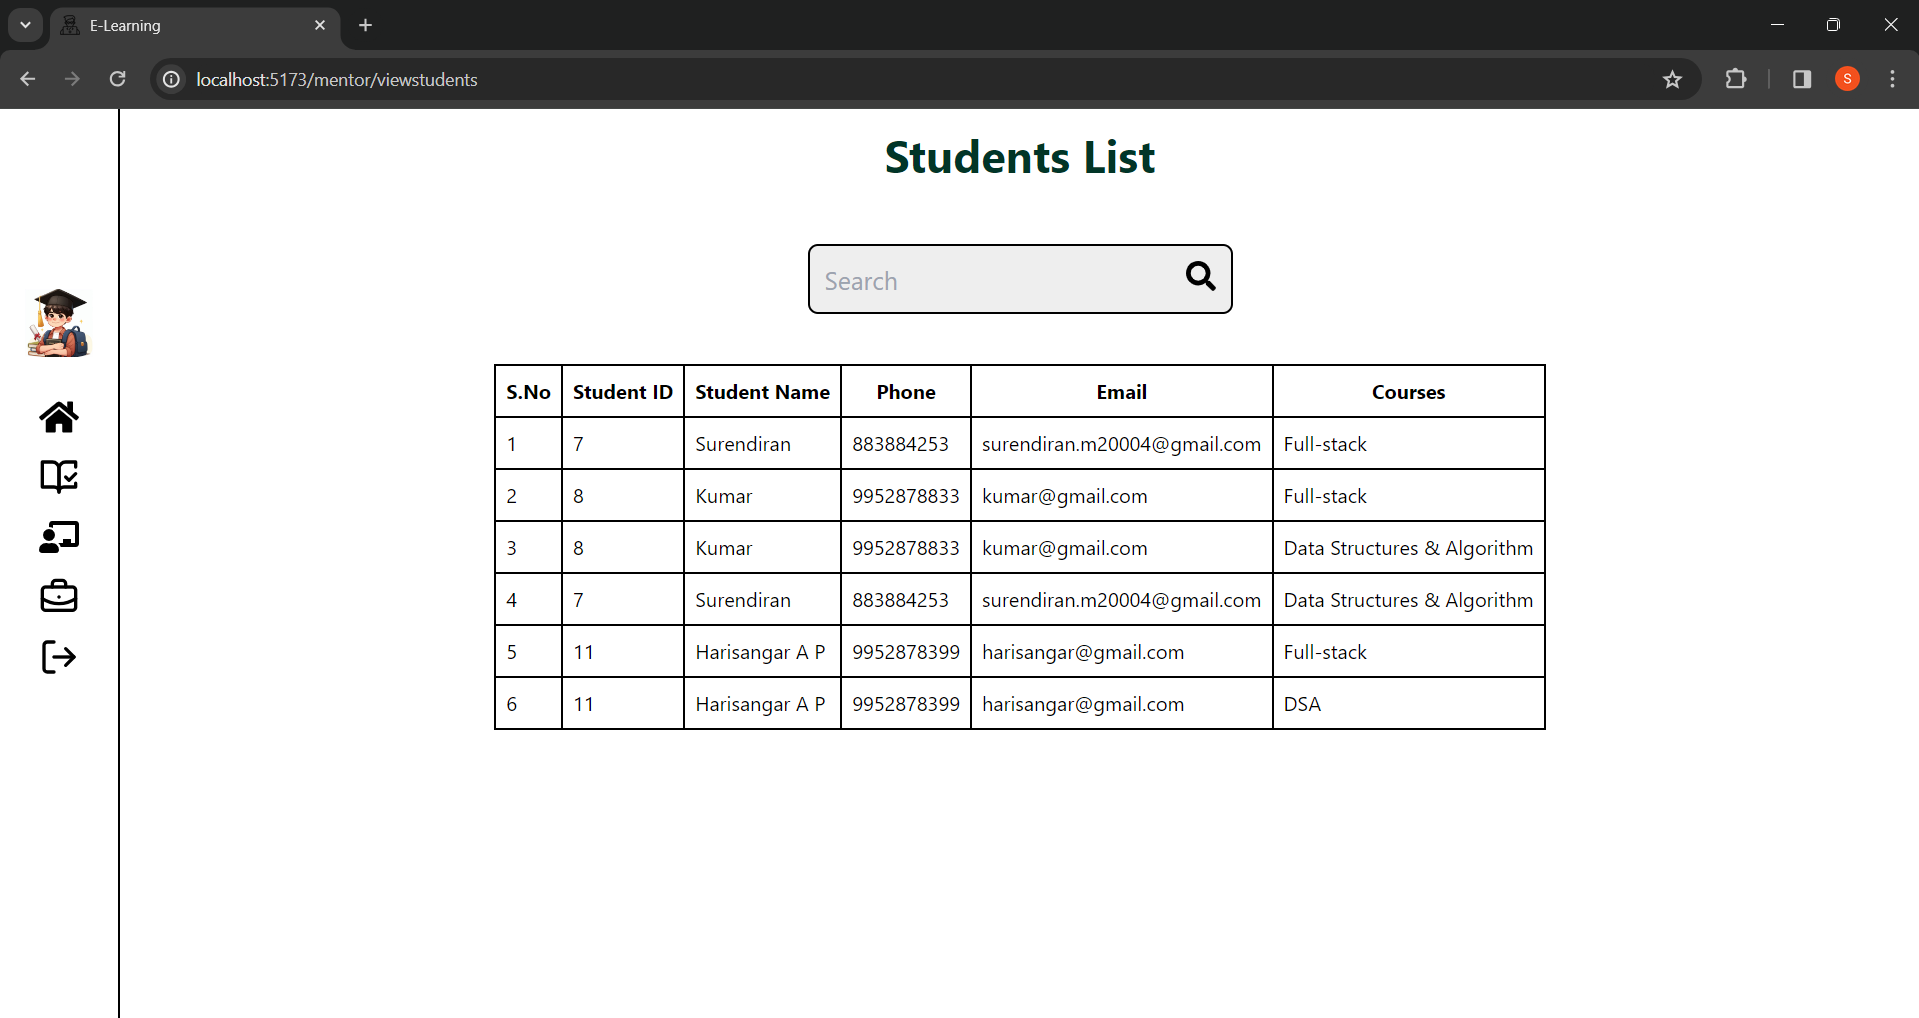 E-Learning
localhost:5173/mentor/viewstudents
S
Students List
Search
S.No Student ID Student Name Phone Email Courses
1 7 Surendiran 883884253 surendiran.m20004@gmail.com Full-stack
2 8 Kumar 9952878833 kumar@gmail.com Full-stack
3 8 Kumar 9952878833 kumar@gmail.com Data Structures & Algorithm
4 7 Surendiran 883884253 surendiran.m20004@gmail.com Data Structures & Algorithm
5 11 Harisangar A P 9952878399 harisangar@gmail.com Full-stack
6 11 Harisangar A P 9952878399 harisangar@gmail.com DSA